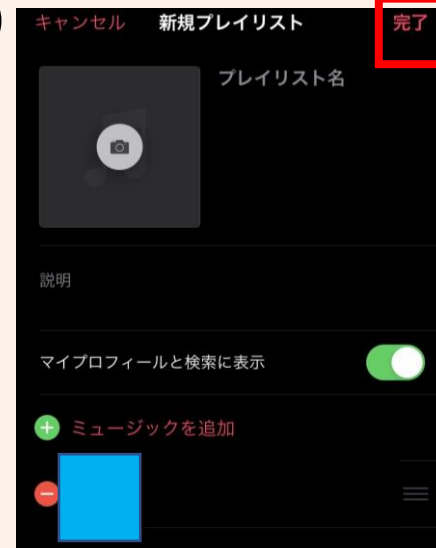 キャンセル 新規プレイリスト 完了
プレイリスト名
説明
マイプロフィールと検索に表示
ミュージックを追加